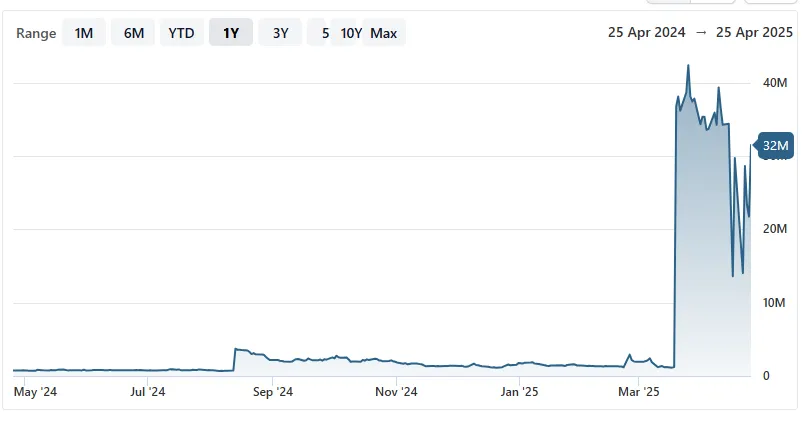 Range 1M 6M YTD 1Y 3Y 5 10Y Max 25 Apr 2024 → 25 Apr 2025
40M
32M
20M
10M
0
May '24 Jul '24 Sep '24 Nov '24 Jan '25 Mar '25